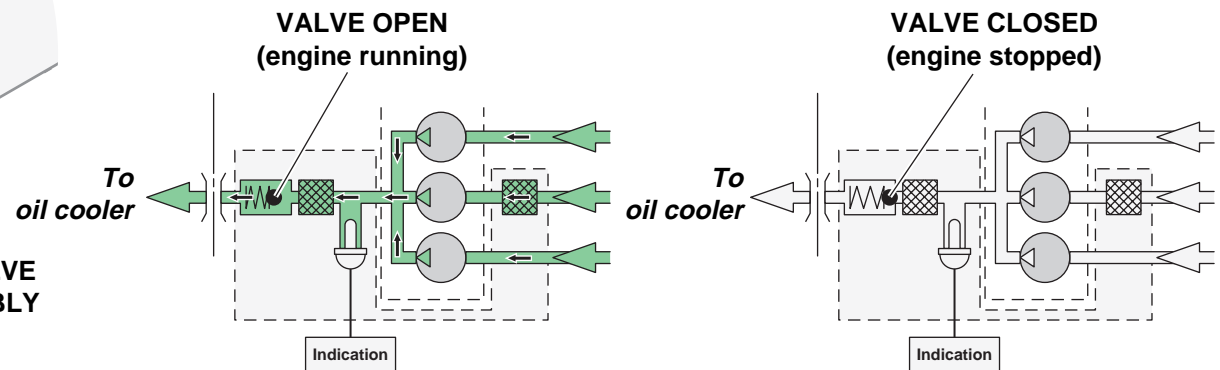 VALVE OPEN
(engine running)
VALVE CLOSED
(engine stopped)
To
oil cooler
To
oil cooler
VE
BLY
Indication
Indication